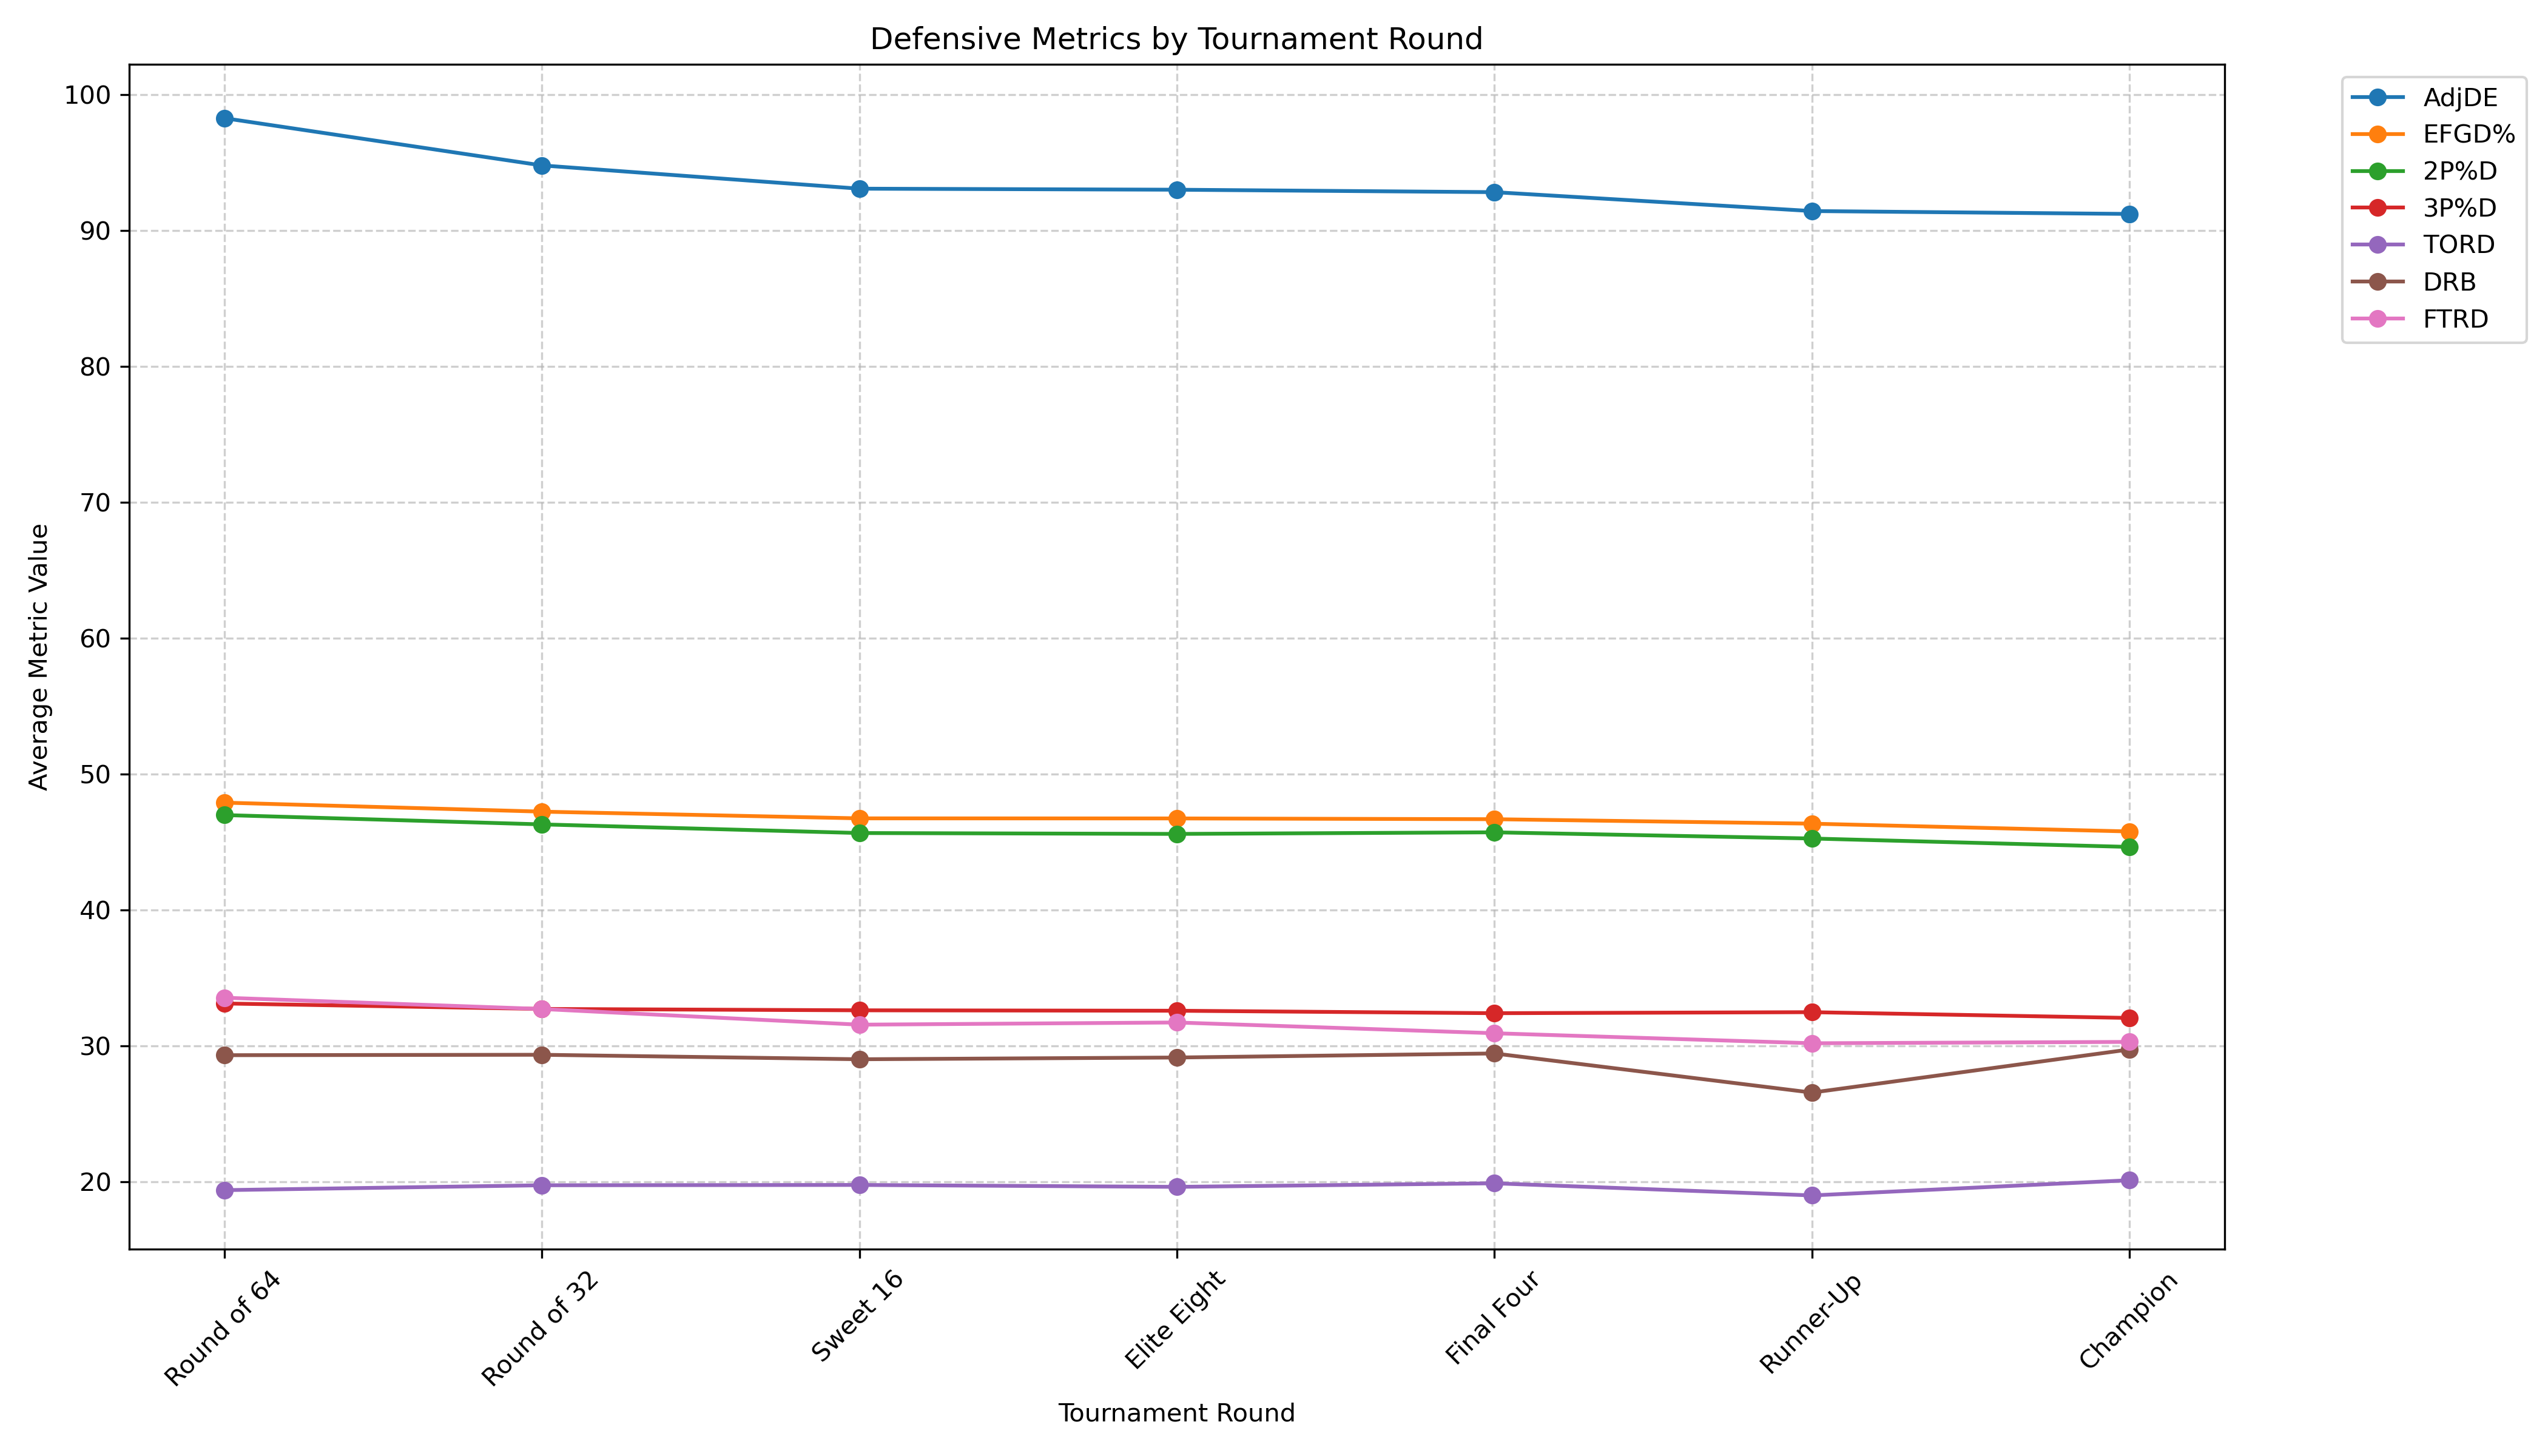 Defensive Metrics by Tournament Round
Average Metric Value
100
90
80
70
60
50
40
30
20
Round of 64
Round of 32
Sweet 16
Elite Eight
Final Four
Runner-Up
Champion
Tournament Round
AdjDE
EFGD%
2P%D
3P%D
TORD
DRB
FTRD